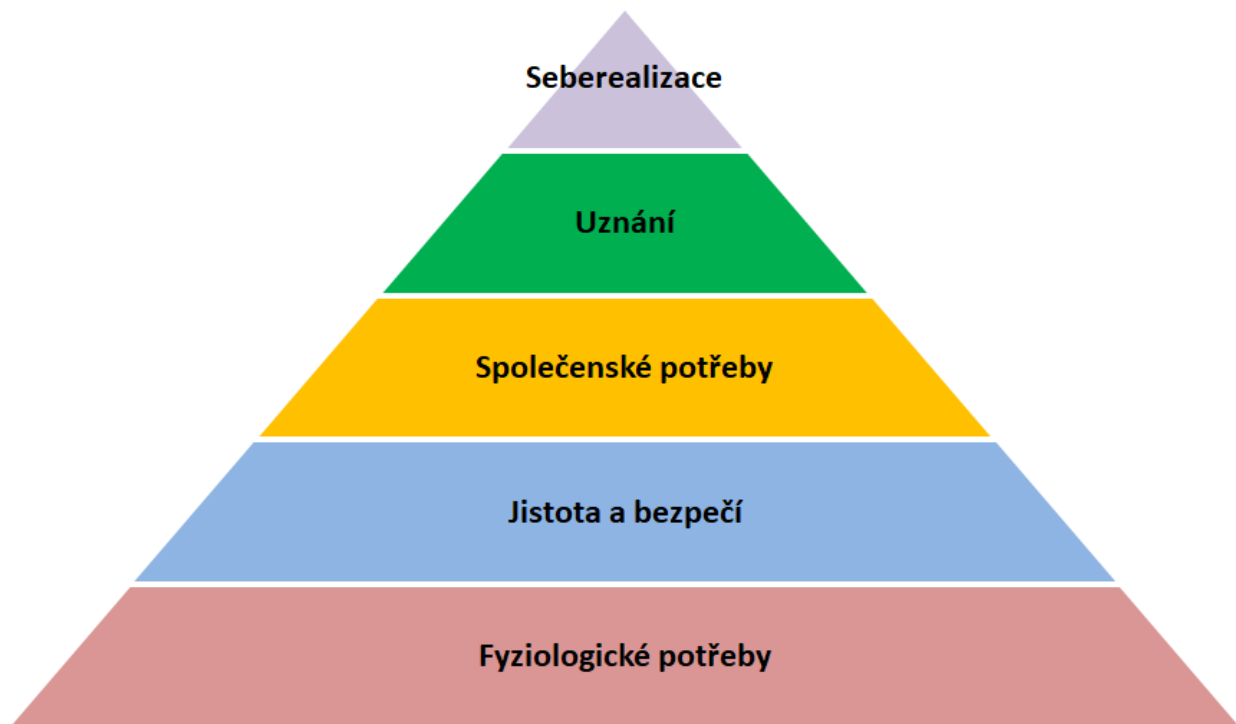 Seberealizace
Uznání
Společenské potřeby
Jistota a bezpečí
Fyziologické potřeby